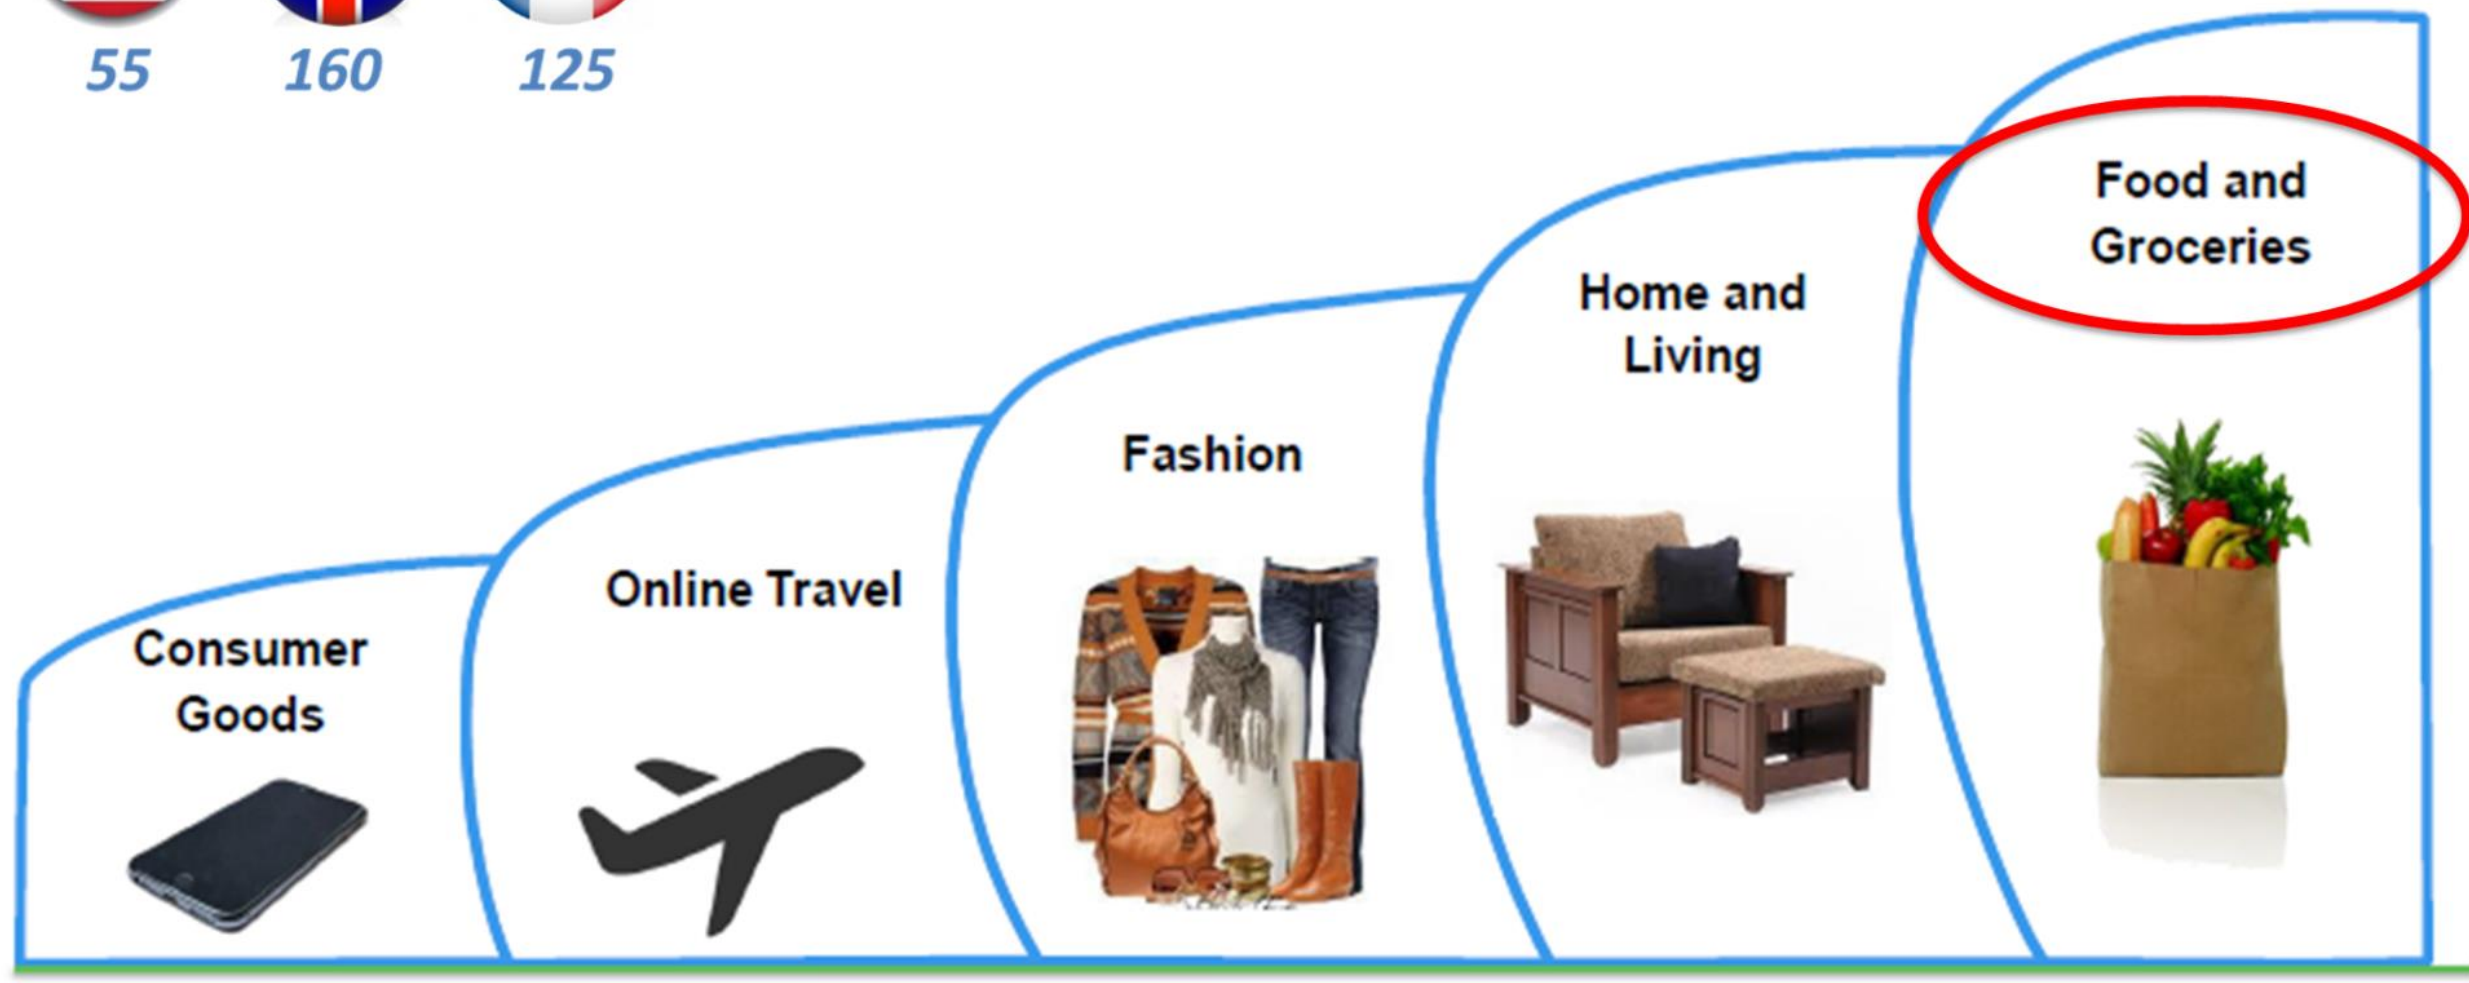 55 160 125
Consumer
Goods
Online Travel
Fashion
Home and
Living
Food and
Groceries